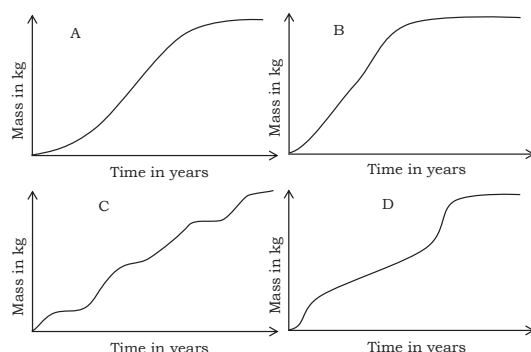 A
Mass in kg
Time in years
B
Mass in kg
Time in years
C
Mass in kg
Time in years
D
Mass in kg
Time in years